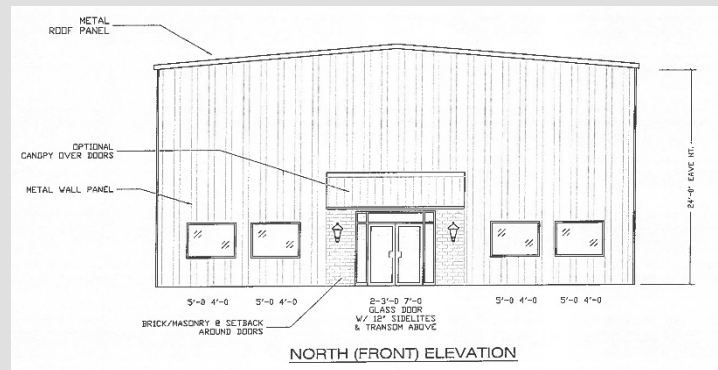 METAL
ROOF PANEL
OPTIONAL
CANOPY OVER DOORS
METAL WALL PANEL
24'-0" EAVE HT.
5'-0 4'-0
5'-0 4'-0
2-3'-0 7'-0
GLASS DOOR
W/ 12" SIDELITES
& TRANSOM ABOVE
5'-0 4'-0
5'-0 4'-0
BRICK/MASONRY @ SETBACK
AROUND DOORS
NORTH (FRONT) ELEVATION